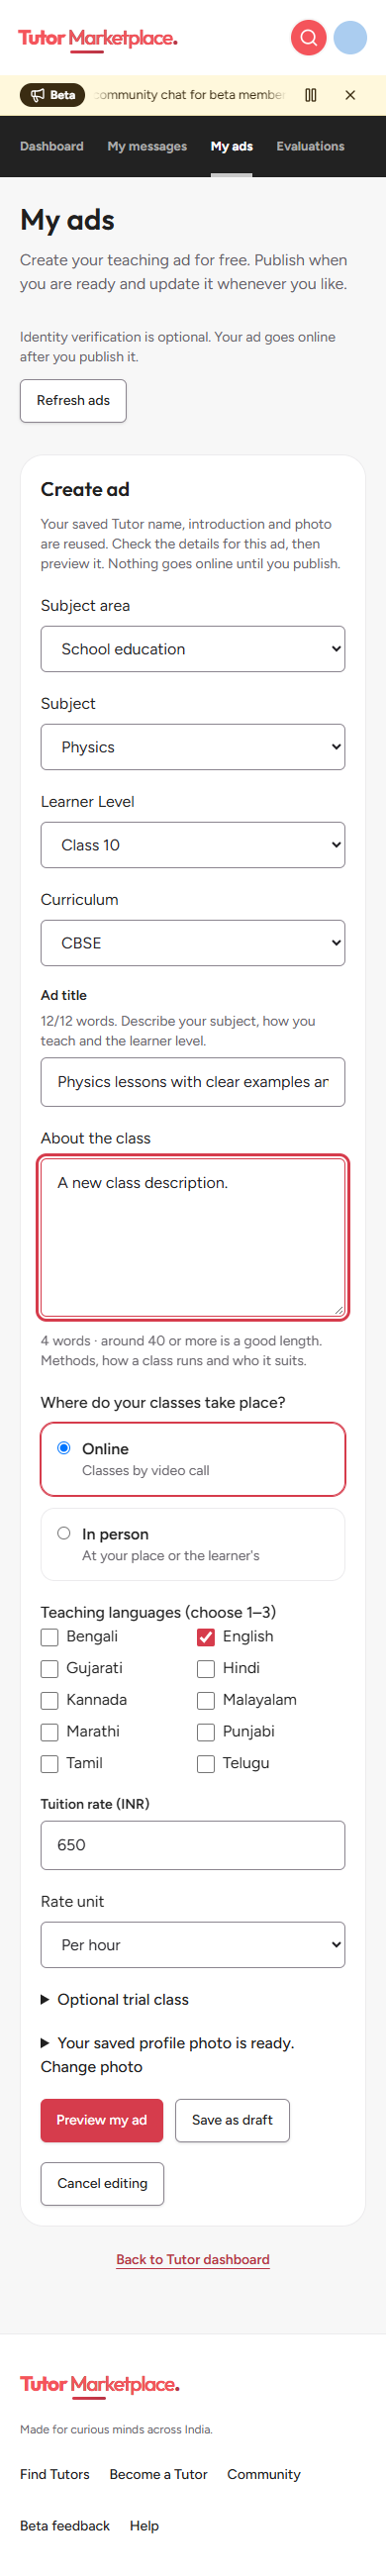 Tutor Marketplace.
Beta community chat for beta member
Dashboard My messages My ads Evaluations
My ads
Create your teaching ad for free. Publish when
you are ready and update it whenever you like.
Identity verification is optional. Your ad goes online
after you publish it.
Refresh ads
Create ad
Your saved Tutor name, introduction and photo
are reused. Check the details for this ad, then
preview it. Nothing goes online until you publish.
Subject area
School education
Subject
Physics
Learner Level
Class 10
Curriculum
CBSE
Ad title
12/12 words. Describe your subject, how you
teach and the learner level.
Physics lessons with clear examples
About the class
A new class description.
4 words · around 40 or more is a good length.
Methods, how a class runs and who it suits.
Where do your classes take place?
Online
Classes by video call
In person
At your place or the learner's
Teaching languages (choose 1–3)
Bengali English
Gujarati Hindi
Kannada Malayalam
Marathi Punjabi
Tamil Telugu
Tuition rate (INR)
650
Rate unit
Per hour
Optional trial class
Your saved profile photo is ready.
Change photo
Preview my ad Save as draft
Cancel editing
Back to Tutor dashboard
Tutor Marketplace.
Made for curious minds across India.
Find Tutors Become a Tutor Community
Beta feedback Help